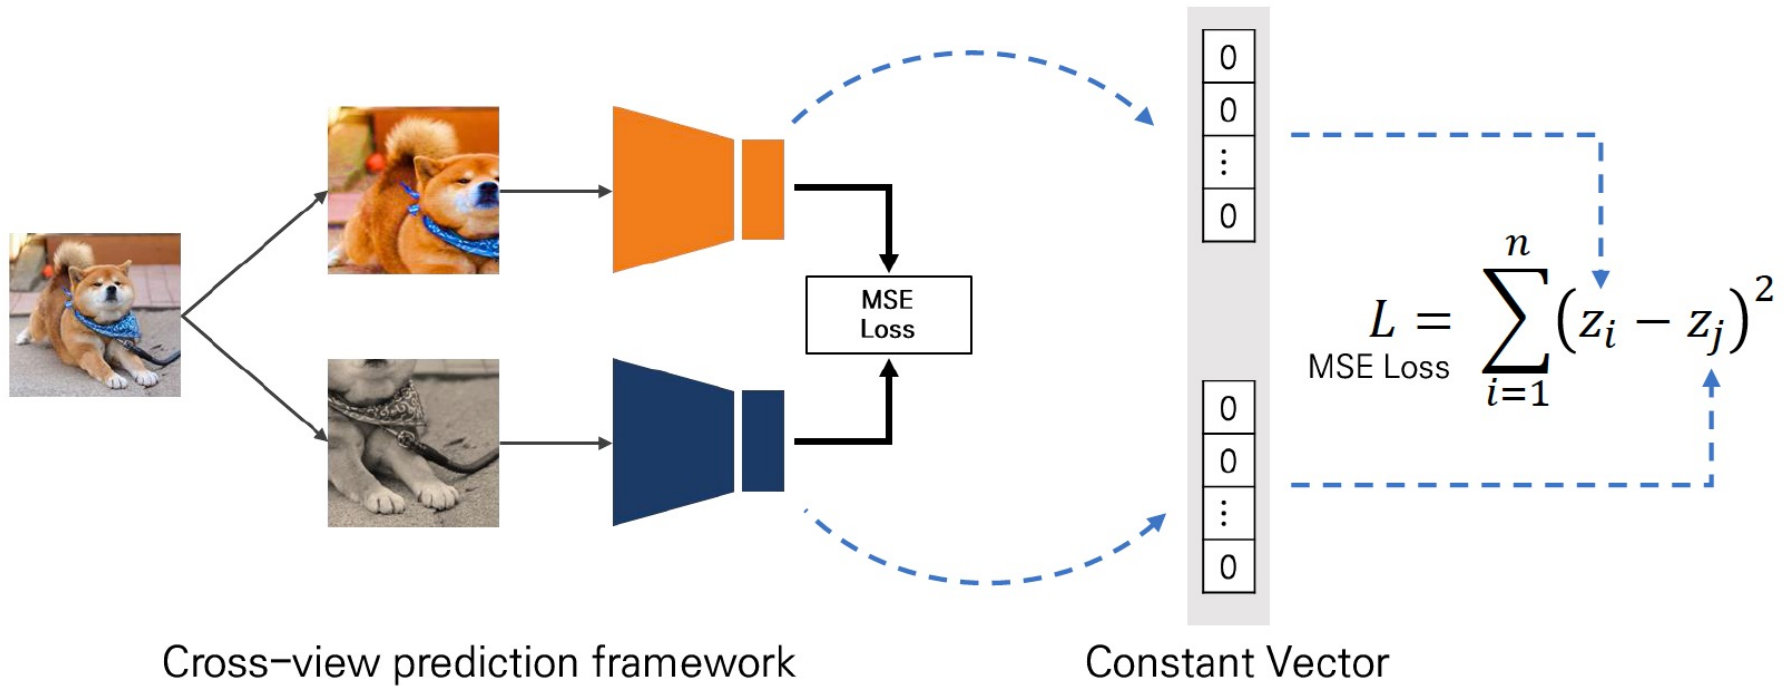 MSE
Loss
Cross-view prediction framework
0
0
⋮
0
0
0
⋮
0
Constant Vector
L = \sum_{i=1}^{n} (z_i - z_j)^2
MSE Loss